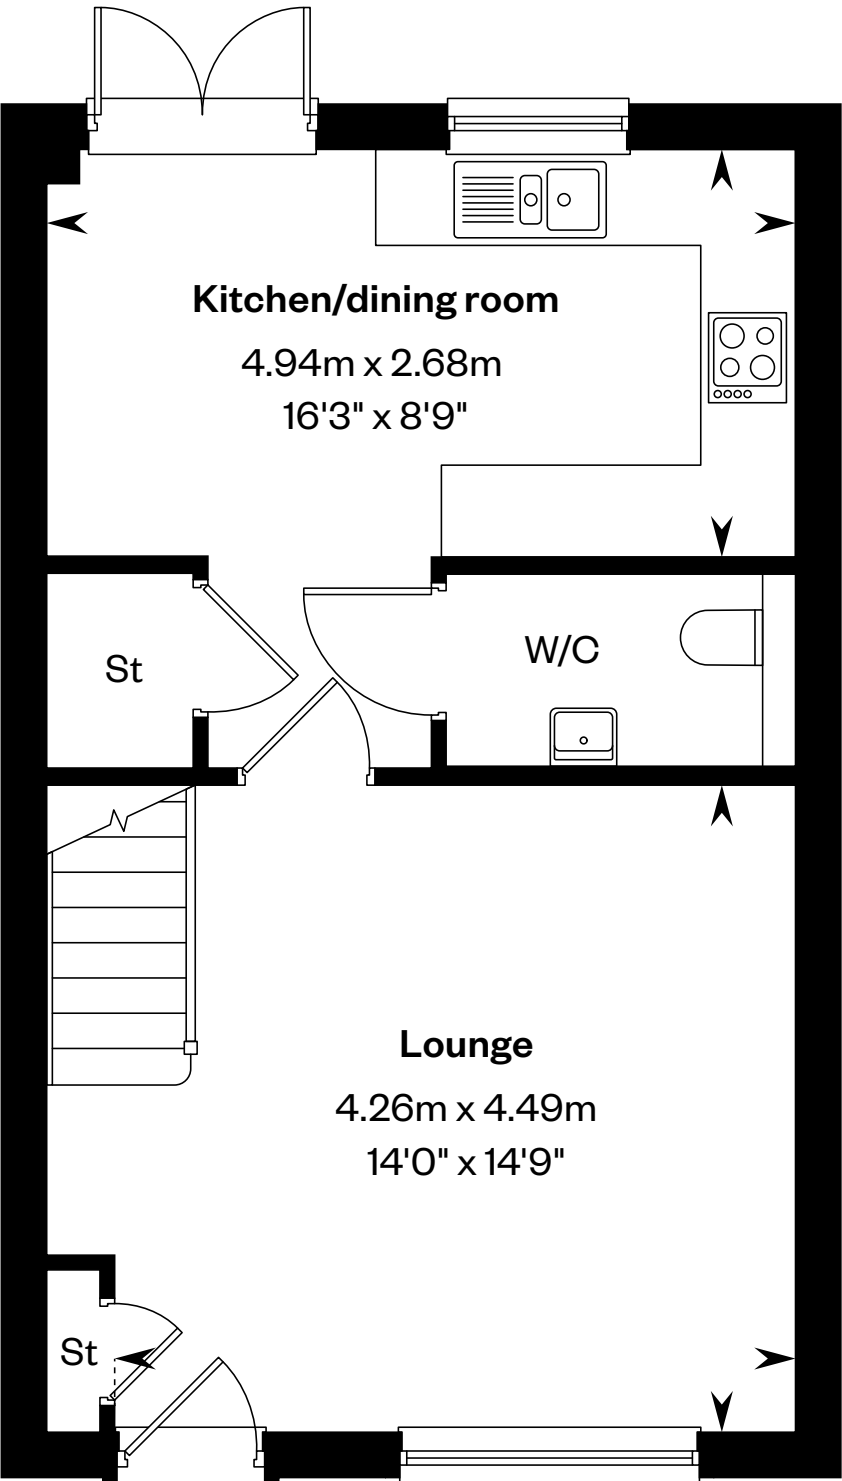 Kitchen/dining room
4.94m x 2.68m
16'3" x 8'9"
St
W/C
Lounge
4.26m x 4.49m
14'0" x 14'9"
St